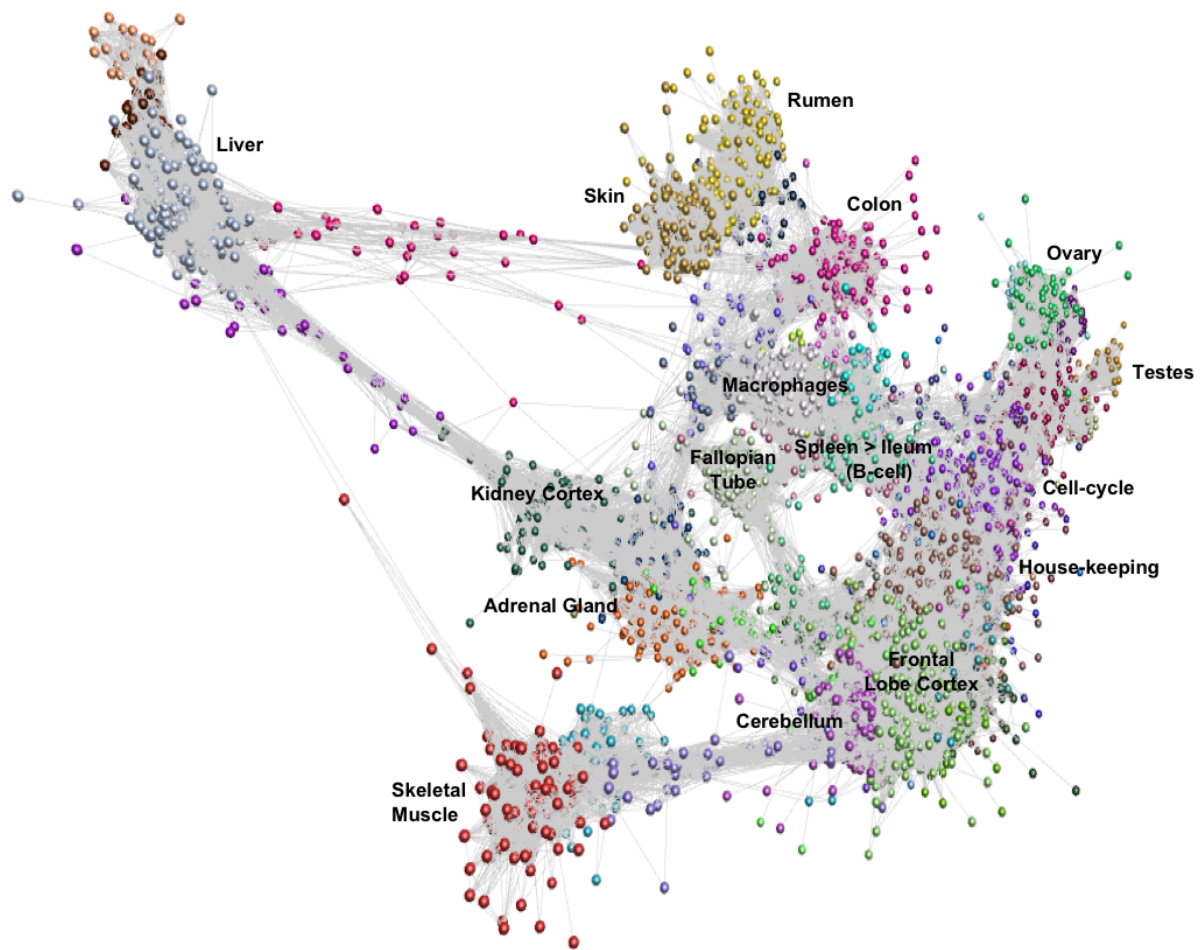 Rumen
Liver
Skin
Colon
Ovary
Testes
Macrophages
Spleen > Ileum
(B-cell)
Fallopian
Tube
Kidney Cortex
Cell-cycle
House-keeping
Adrenal Gland
Frontal
Lobe Cortex
Cerebellum
Skeletal
Muscle